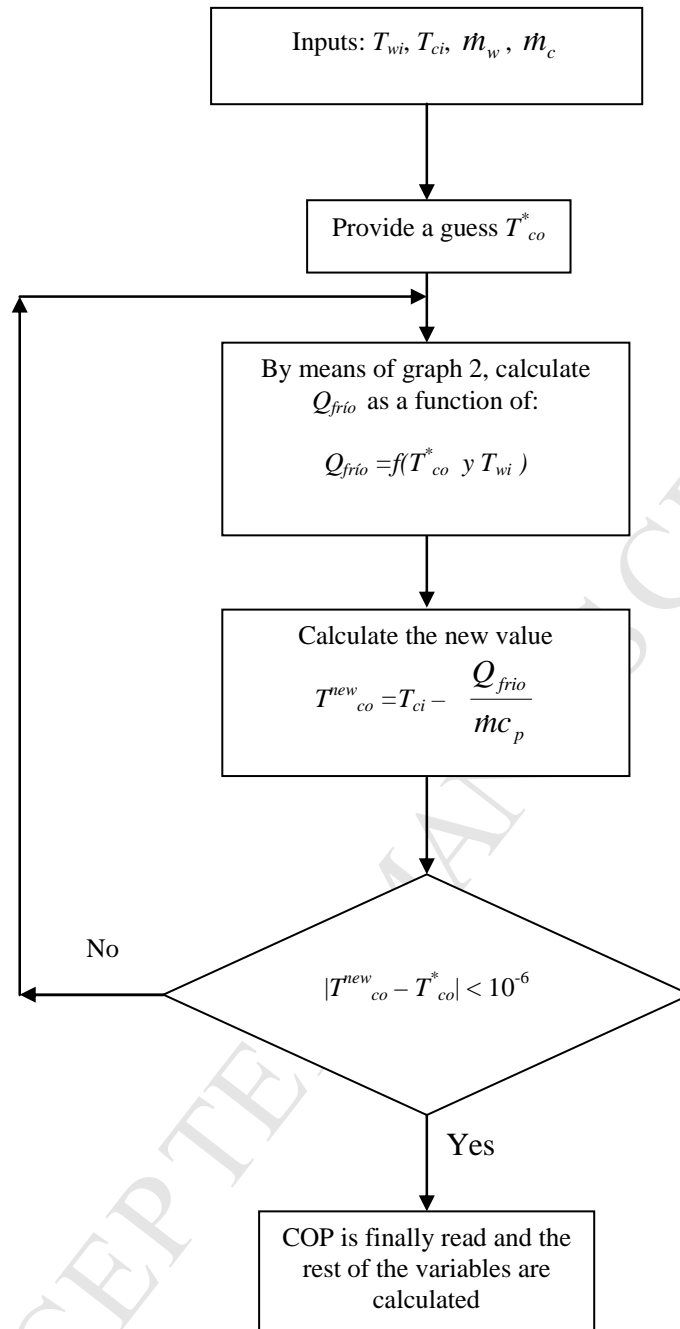 Inputs: T_wi, T_ci, ṁ_w , ṁ_c
Provide a guess T^*_co
By means of graph 2, calculate
Q_frío as a function of:
Q_frío =f(T^*_co y T_wi )
Calculate the new value
T^new_co =T_ci – Q_frio / ṁc_p
No
|T^new_co – T^*_co| < 10^-6
Yes
COP is finally read and the
rest of the variables are
calculated